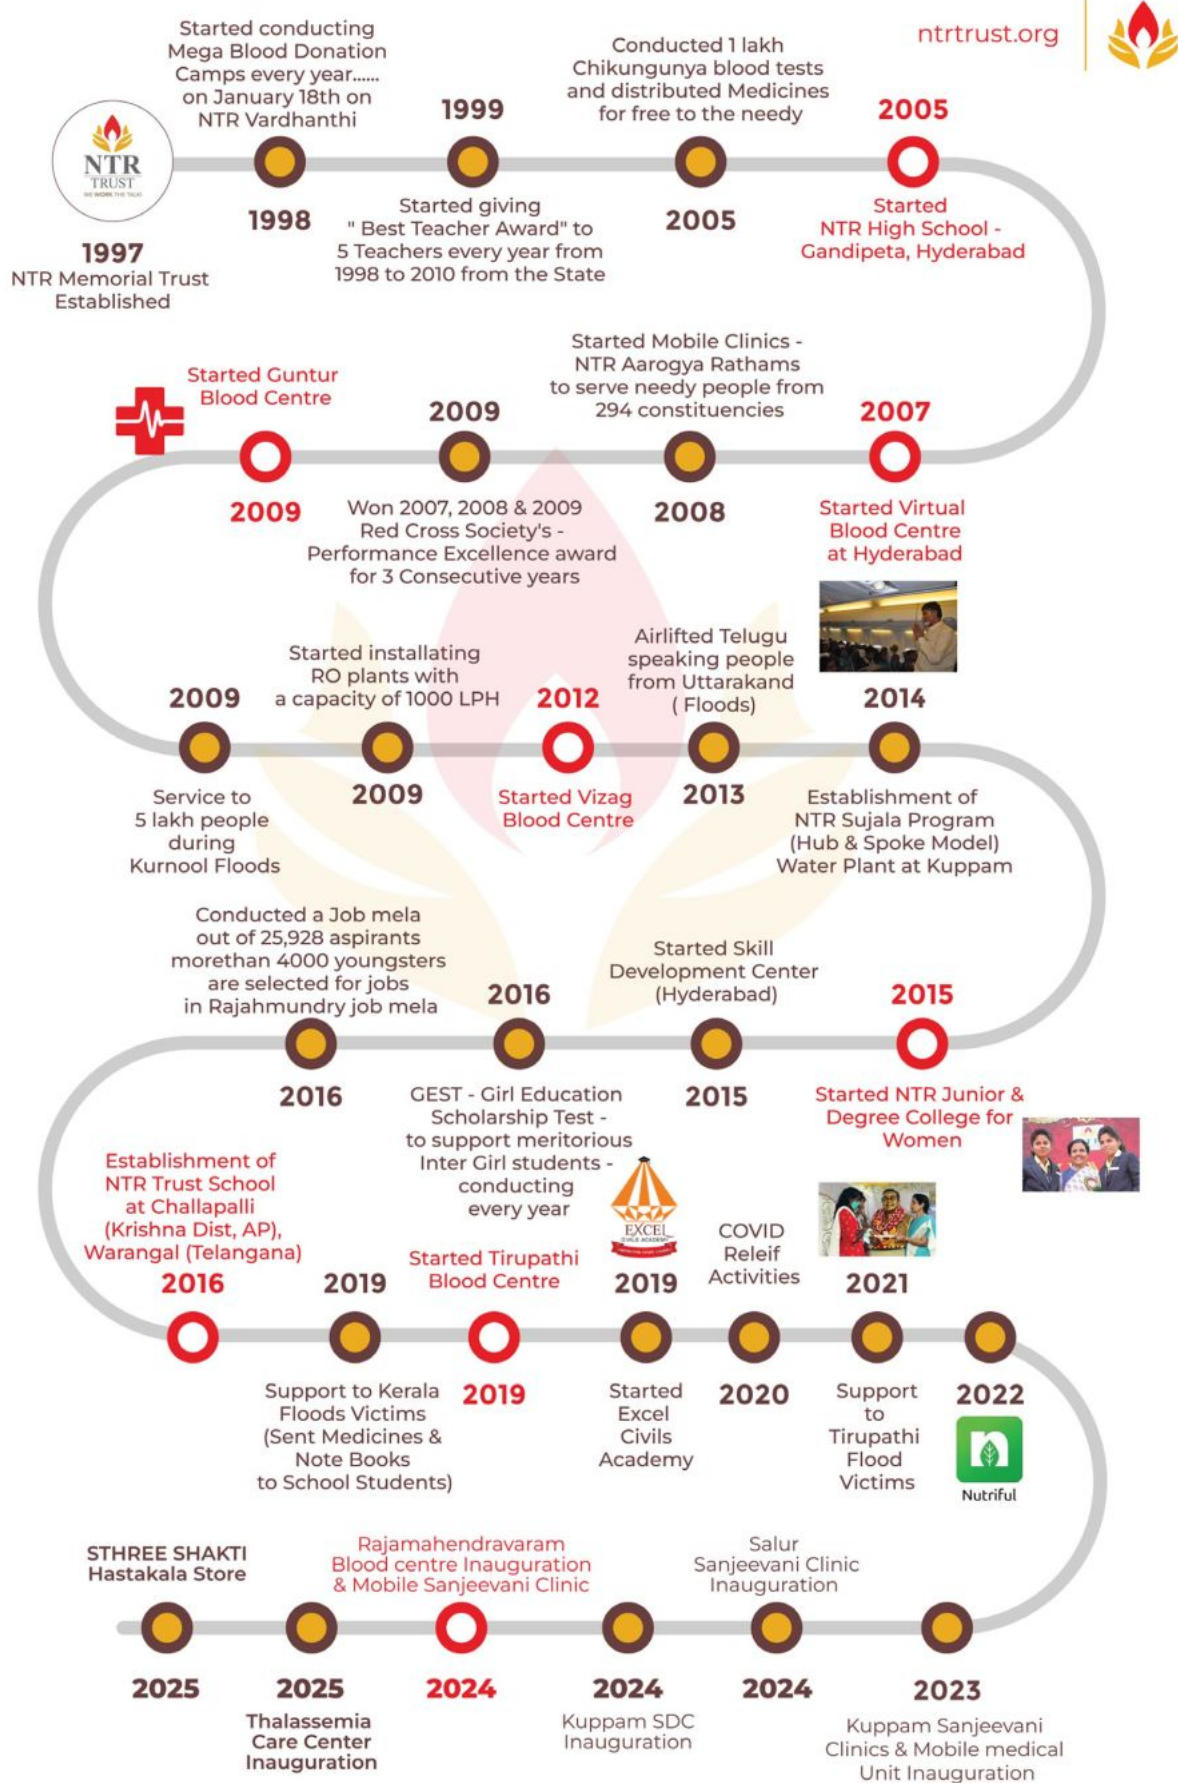 ntrtrust.org
NTR
TRUST
WE WORK THE TALK
1997
NTR Memorial Trust
Established
Started conducting
Mega Blood Donation
Camps every year......
on January 18th on
NTR Vardhanthi
1998
1999
Started giving
" Best Teacher Award" to
5 Teachers every year from
1998 to 2010 from the State
Conducted 1 lakh
Chikungunya blood tests
and distributed Medicines
for free to the needy
2005
2005
Started
NTR High School -
Gandipeta, Hyderabad
2007
Started Virtual
Blood Centre
at Hyderabad
Started Mobile Clinics -
NTR Aarogya Rathams
to serve needy people from
294 constituencies
2008
2009
Won 2007, 2008 & 2009
Red Cross Society's -
Performance Excellence award
for 3 Consecutive years
Started Guntur
Blood Centre
2009
2009
Service to
5 lakh people
during
Kurnool Floods
Started installating
RO plants with
a capacity of 1000 LPH
2009
2012
Started Vizag
Blood Centre
Airlifted Telugu
speaking people
from Uttarakand
( Floods)
2013
2014
Establishment of
NTR Sujala Program
(Hub & Spoke Model)
Water Plant at Kuppam
2015
Started NTR Junior &
Degree College for
Women
Started Skill
Development Center
(Hyderabad)
2015
2016
GEST - Girl Education
Scholarship Test -
to support meritorious
Inter Girl students -
conducting
every year
Conducted a Job mela
out of 25,928 aspirants
morethan 4000 youngsters
are selected for jobs
in Rajahmundry job mela
2016
Establishment of
NTR Trust School
at Challapalli
(Krishna Dist, AP),
Warangal (Telangana)
2016
2019
Support to Kerala
Floods Victims
(Sent Medicines &
Note Books
to School Students)
Started Tirupathi
Blood Centre
2019
EXCEL
CIVILS ACADEMY
2019
Started
Excel
Civils
Academy
COVID
Releif
Activities
2020
2021
Support
to
Tirupathi
Flood
Victims
2022
n
Nutriful
2023
Kuppam Sanjeevani
Clinics & Mobile medical
Unit Inauguration
Salur
Sanjeevani Clinic
Inauguration
2024
2024
Kuppam SDC
Inauguration
Rajamahendravaram
Blood centre Inauguration
& Mobile Sanjeevani Clinic
2024
2025
Thalassemia
Care Center
Inauguration
STHREE SHAKTI
Hastakala Store
2025